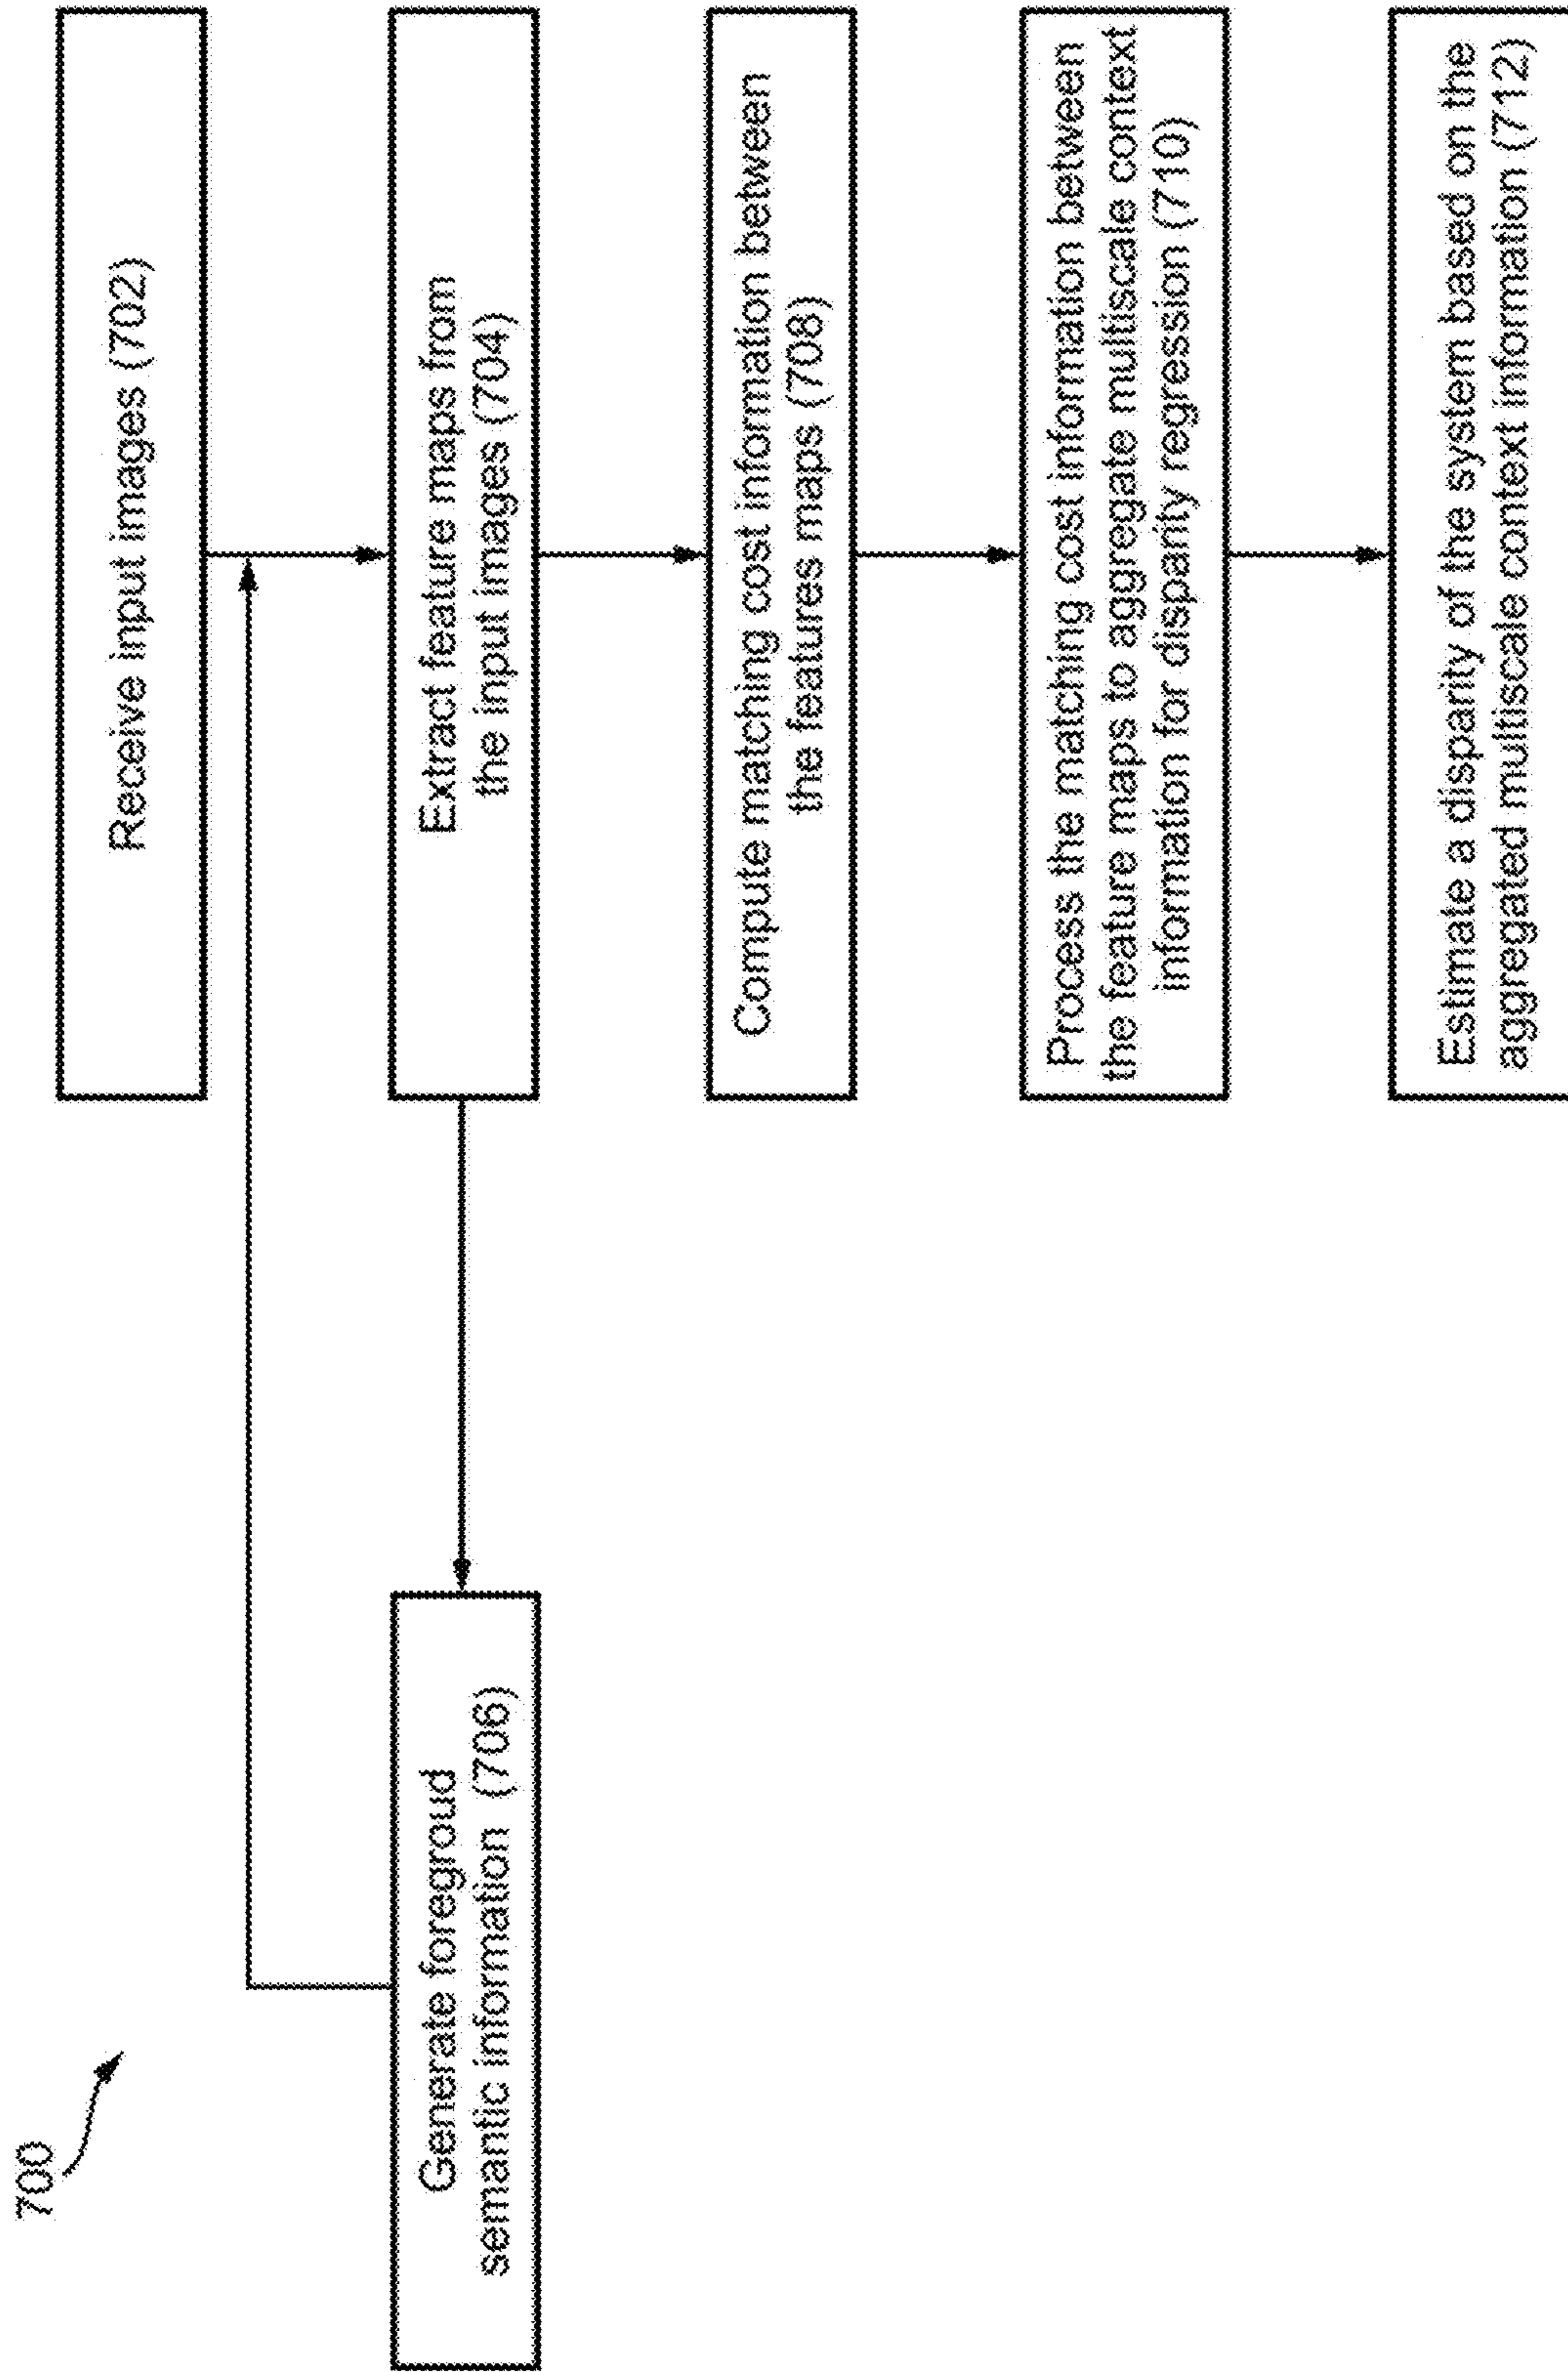 700
Receive input images (702)
Extract feature maps from
the input images (704)
Generate foregroud
semantic information (706)
Compute matching cost information between
the features maps (708)
Process the matching cost information between
the feature maps to aggregate multiscale context
information for disparity regression (710)
Estimate a disparity of the system based on the
aggregated multiscale context information (712)